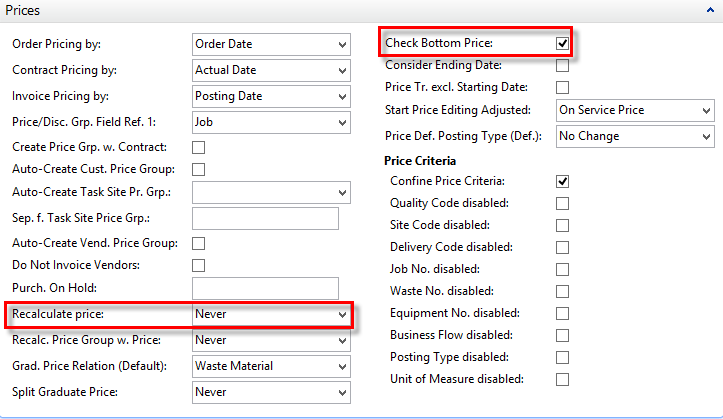 Prices
Order Pricing by: Order Date
Contract Pricing by: Actual Date
Invoice Pricing by: Posting Date
Price/Disc. Grp. Field Ref. 1: Job
Create Price Grp. w. Contract:
Auto-Create Cust. Price Group:
Auto-Create Task Site Pr. Grp.:
Sep. f. Task Site Price Grp.:
Auto-Create Vend. Price Group:
Do Not Invoice Vendors:
Purch. On Hold:
Recalculate price: Never
Recalc. Price Group w. Price: Never
Grad. Price Relation (Default): Waste Material
Split Graduate Price: Never
Check Bottom Price:
Consider Ending Date:
Price Tr. excl. Starting Date:
Start Price Editing Adjusted: On Service Price
Price Def. Posting Type (Def.): No Change
Price Criteria
Confine Price Criteria:
Quality Code disabled:
Site Code disabled:
Delivery Code disabled:
Job No. disabled:
Waste No. disabled:
Equipment No. disabled:
Business Flow disabled:
Posting Type disabled:
Unit of Measure disabled: